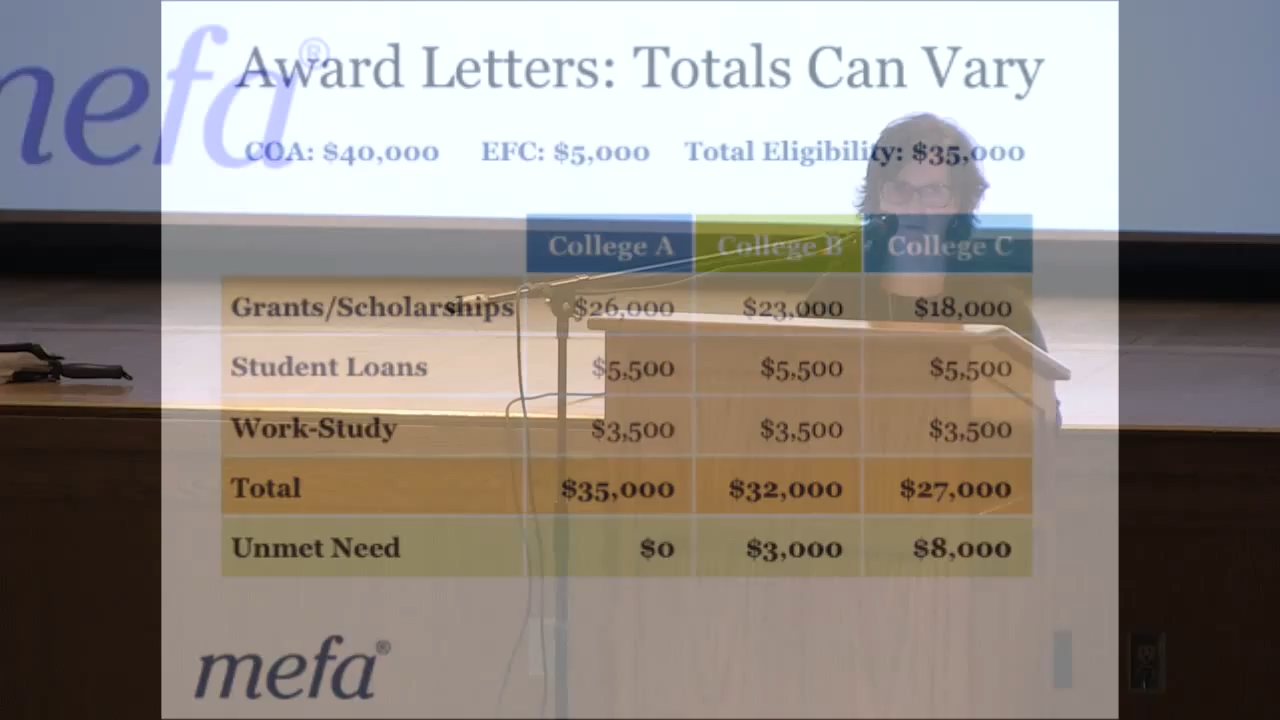 mefa®
Award Letters: Totals Can Vary
COA: $40,000 EFC: $5,000 Total Eligibility: $35,000
College A College B College C
Grants/Scholarships $26,000 $23,000 $18,000
Student Loans $5,500 $5,500 $5,500
Work-Study $3,500 $3,500 $3,500
Total $35,000 $32,000 $27,000
Unmet Need $0 $3,000 $8,000
mefa®